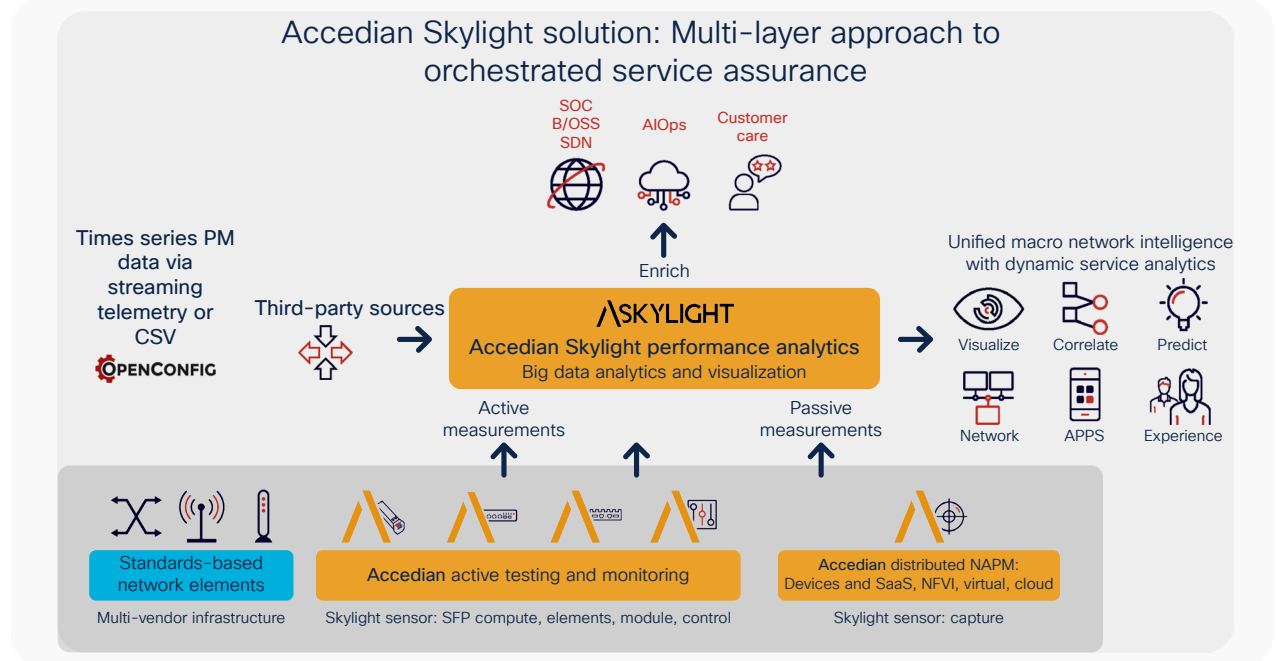 Accedian Skylight solution: Multi-layer approach to
orchestrated service assurance
SOC
B/OSS
SDN
AIOps
Customer
care
Times series PM
data via
streaming
telemetry or
CSV
OPENCONFIG
Third-party sources
Enrich
SKYLIGHT
Accedian Skylight performance analytics
Big data analytics and visualization
Unified macro network intelligence
with dynamic service analytics
Visualize
Correlate
Predict
Network
APPS
Experience
Active
measurements
Passive
measurements
Standards-based
network elements
Multi-vendor infrastructure
Accedian active testing and monitoring
Skylight sensor: SFP compute, elements, module, control
Accedian distributed NAPM:
Devices and SaaS, NFVI, virtual, cloud
Skylight sensor: capture